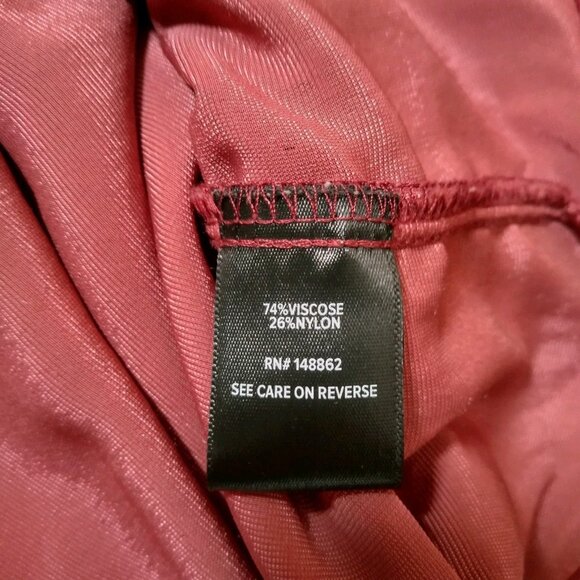 74%VISCOSE
26%NYLON
RN# 148862
SEE CARE ON REVERSE